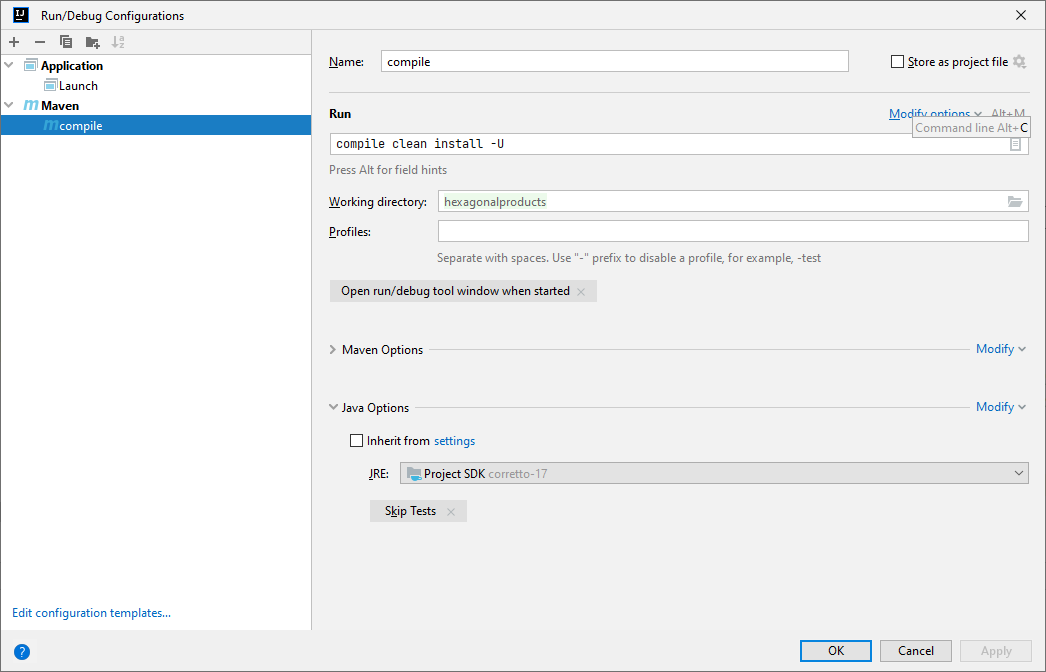 IJ Run/Debug Configurations
Application
Launch
Maven
compile
Edit configuration templates...
Name: compile Store as project file
Run Modify options Alt+M
Command line Alt+C
compile clean install -U
Press Alt for field hints
Working directory: hexagonalproducts
Profiles:
Separate with spaces. Use "-" prefix to disable a profile, for example, -test
Open run/debug tool window when started
Maven Options Modify
Java Options Modify
Inherit from settings
JRE: Project SDK corretto-17
Skip Tests
? OK Cancel Apply